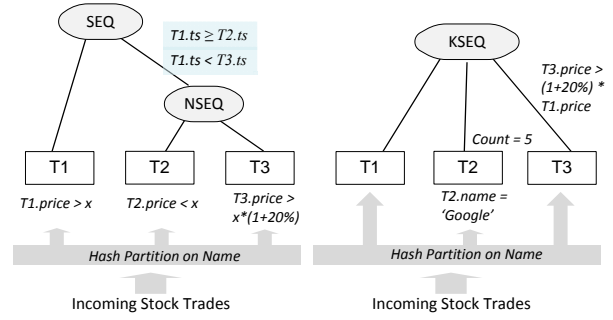 SEQ
T1.ts ≥ T2.ts
T1.ts < T3.ts
NSEQ
T1
T2
T3
T1.price > x
T2.price < x
T3.price >
x*(1+20%)
Hash Partition on Name
Incoming Stock Trades
KSEQ
T3.price >
(1+20%) *
T1.price
Count = 5
T1
T2
T3
T2.name =
‘Google’
Hash Partition on Name
Incoming Stock Trades